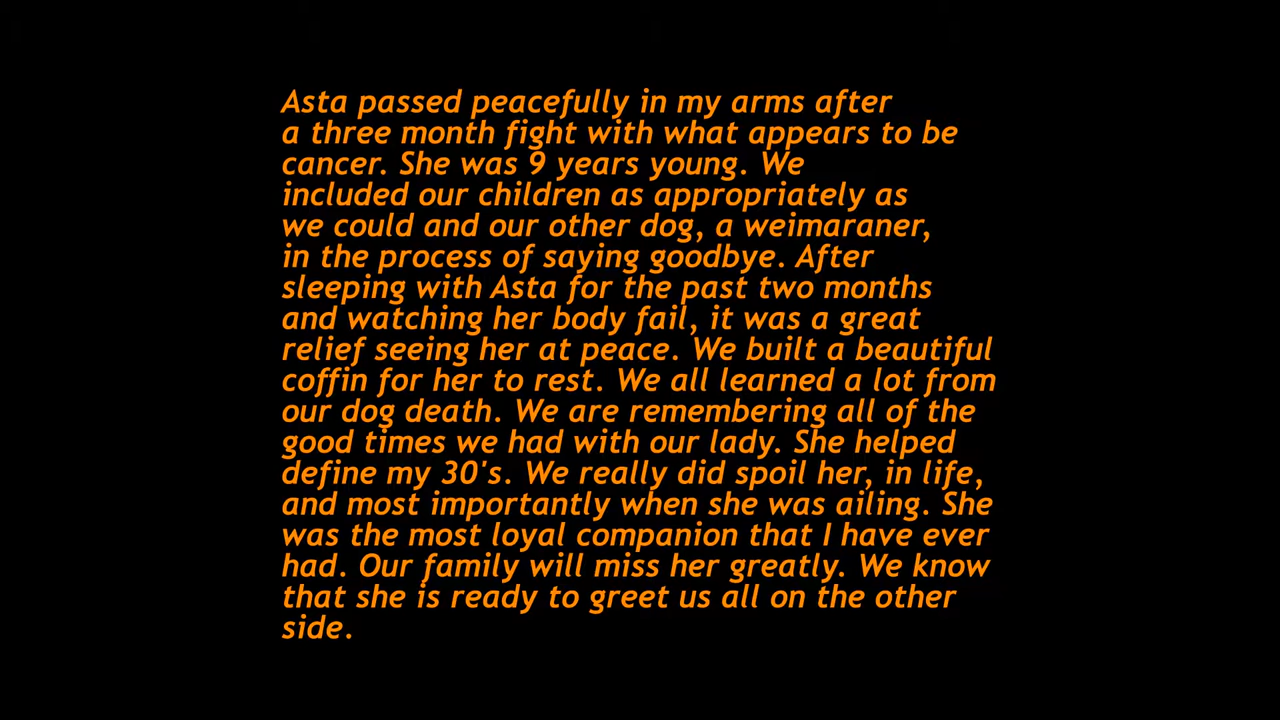 Asta passed peacefully in my arms after
a three month fight with what appears to be
cancer. She was 9 years young. We
included our children as appropriately as
we could and our other dog, a weimaraner,
in the process of saying goodbye. After
sleeping with Asta for the past two months
and watching her body fail, it was a great
relief seeing her at peace. We built a beautiful
coffin for her to rest. We all learned a lot from
our dog death. We are remembering all of the
good times we had with our lady. She helped
define my 30's. We really did spoil her, in life,
and most importantly when she was ailing. She
was the most loyal companion that I have ever
had. Our family will miss her greatly. We know
that she is ready to greet us all on the other
side.